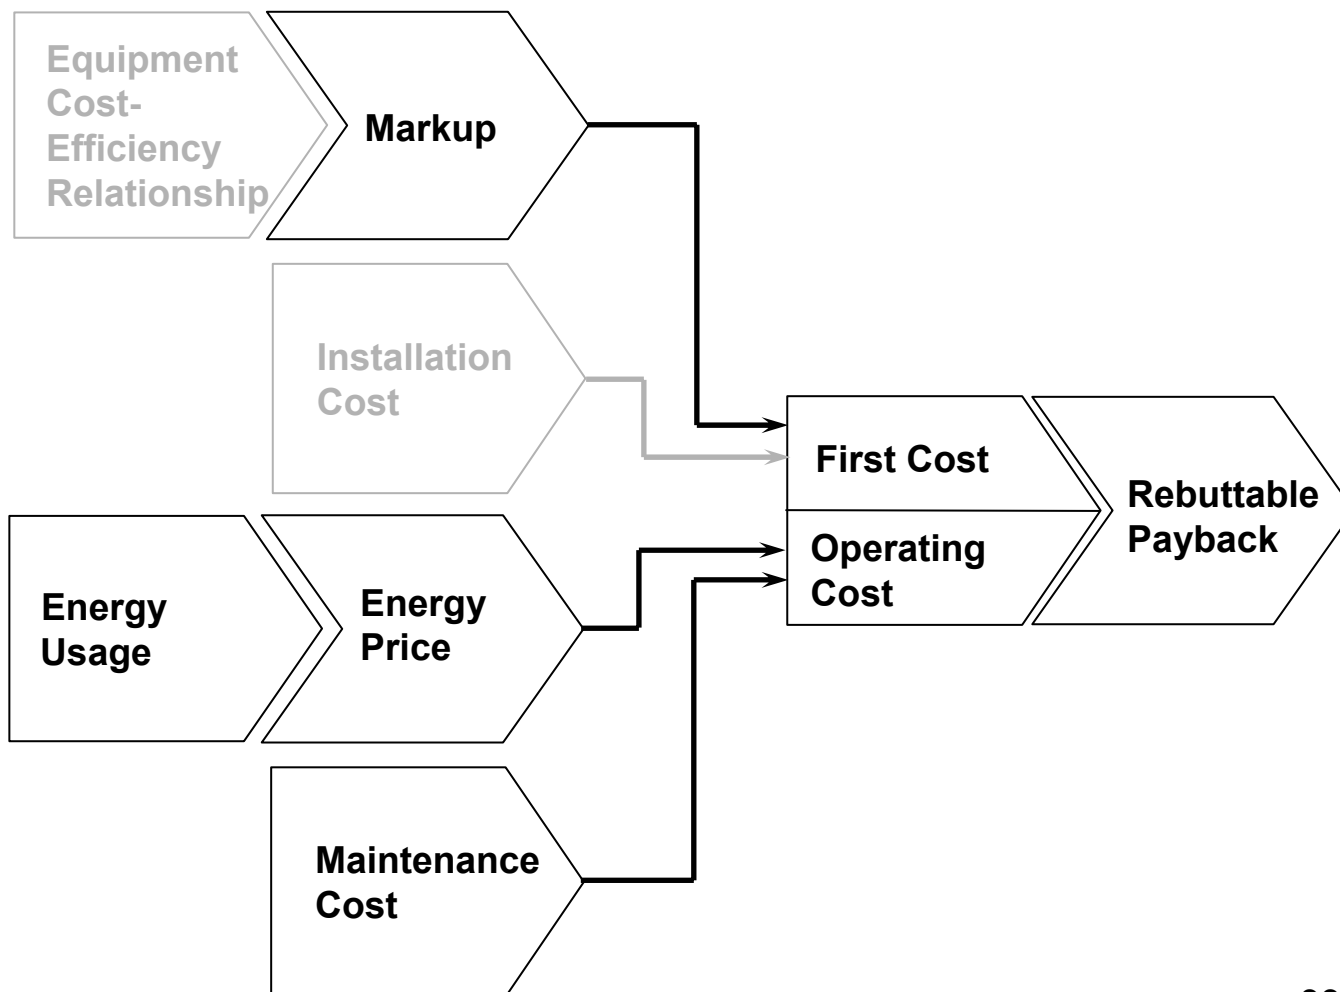 Equipment
Cost-
Efficiency
Relationship
Markup
Installation
Cost
First Cost
Operating
Cost
Rebuttable
Payback
Energy
Usage
Energy
Price
Maintenance
Cost